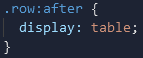 .row:after {
  display: table;
}